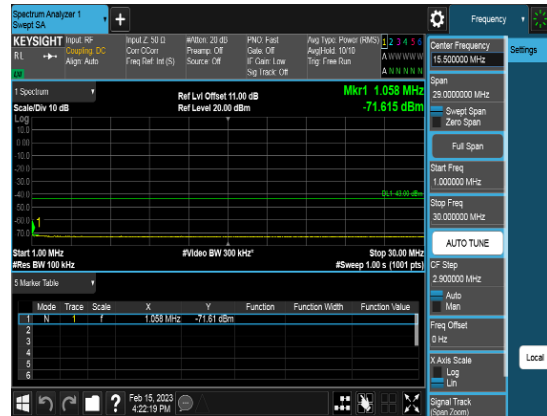 Spectrum Analyzer 1
Swept SA
+
Frequency
KEYSIGHT
Input: RF
Coupling: DC
Align: Auto
Input Z: 50 Ω
Corr CCorr
Freq Ref: Int (S)
#Atten: 20 dB
Preamp: Off
Source: Off
PNO: Fast
Gate: Off
IF Gain: Low
Sig Track: Off
Avg Type: Power (RMS)
Avg|Hold: 10/10
Trig: Free Run
1 2 3 4 5 6
A W W W W W
A N N N N N
RL
LXI
Center Frequency
15.500000 MHz
Settings
1 Spectrum
Scale/Div 10 dB
Log
Ref Lvl Offset 11.00 dB
Ref Level 20.00 dBm
Mkr1 1.058 MHz
-71.615 dBm
10.0
0.00
-10.0
-20.0
-30.0
-40.0
-50.0
-60.0
-70.0
DL1 -43.00 dBm
1
Start 1.00 MHz
#Res BW 100 kHz
#Video BW 300 kHz*
Stop 30.00 MHz
#Sweep 1.00 s (1001 pts)
Span
29.0000000 MHz
Swept Span
Zero Span
Full Span
Start Freq
1.000000 MHz
Stop Freq
30.000000 MHz
AUTO TUNE
CF Step
2.900000 MHz
Auto
Man
Freq Offset
0 Hz
X Axis Scale
Log
Lin
Signal Track
(Span Zoom)
Local
5 Marker Table
Mode Trace Scale X Y Function Function Width Function Value
1 N 1 f 1.058 MHz -71.61 dBm
2
3
4
5
6
?
Feb 15, 2023
4:22:19 PM